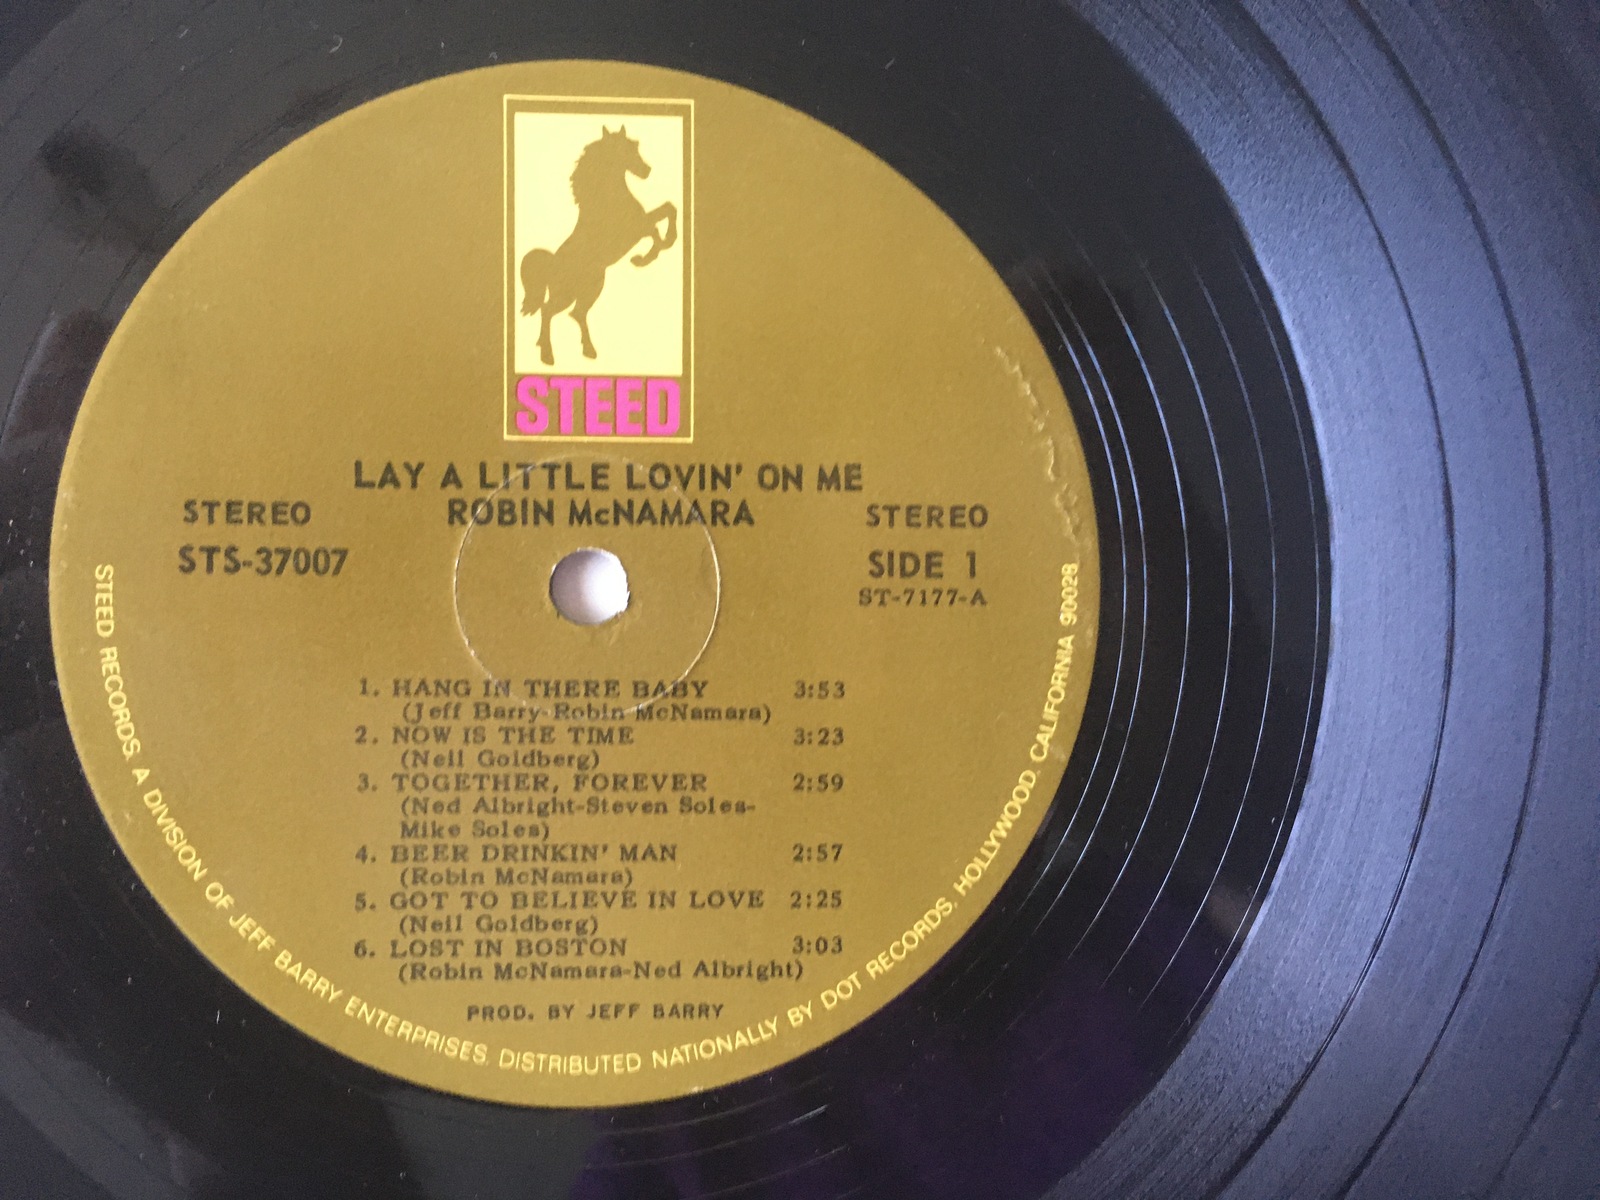 STEED
LAY A LITTLE LOVIN' ON ME
ROBIN McNAMARA
STEREO
STS-37007
STEREO
SIDE 1
ST-7177-A
1. HANG IN THERE BABY 3:53
(Jeff Barry-Robin McNamara)
2. NOW IS THE TIME 3:23
(Neil Goldberg)
3. TOGETHER, FOREVER 2:59
(Ned Albright-Steven Soles-
Mike Soles)
4. BEER DRINKIN' MAN 2:57
(Robin McNamara)
5. GOT TO BELIEVE IN LOVE 2:25
(Neil Goldberg)
6. LOST IN BOSTON 3:03
(Robin McNamara-Ned Albright)
PROD. BY JEFF BARRY
STEED RECORDS. A DIVISION OF JEFF BARRY ENTERPRISES. DISTRIBUTED NATIONALLY BY DOT RECORDS. HOLLYWOOD. CALIFORNIA 90028